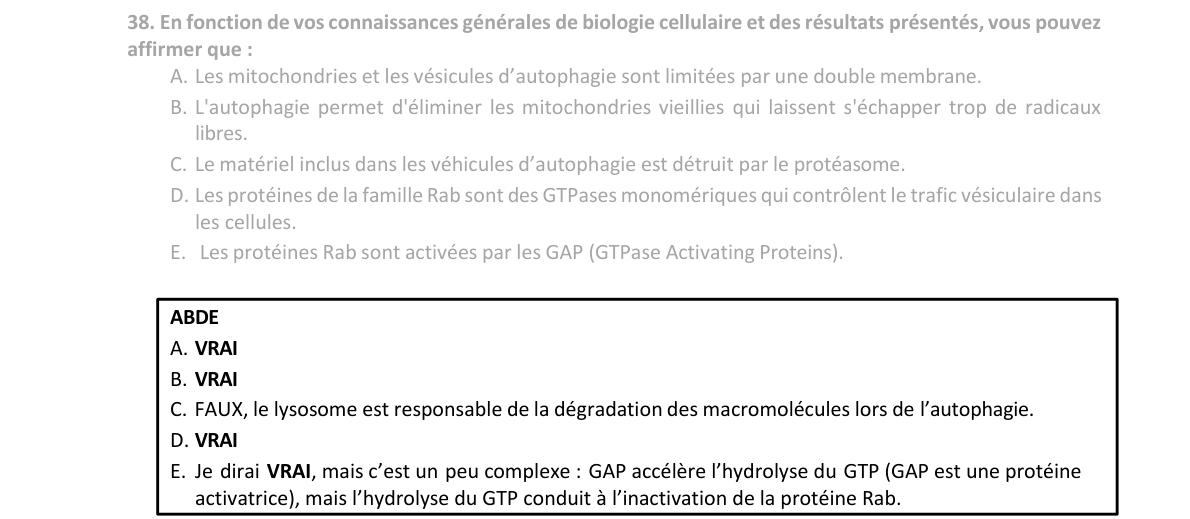 38. En fonction de vos connaissances générales de biologie cellulaire et des résultats présentés, vous pouvez
affirmer que :
A. Les mitochondries et les vésicules d’autophagie sont limitées par une double membrane.
B. L'autophagie permet d'éliminer les mitochondries vieillies qui laissent s'échapper trop de radicaux
libres.
C. Le matériel inclus dans les véhicules d’autophagie est détruit par le protéasome.
D. Les protéines de la famille Rab sont des GTPases monomériques qui contrôlent le trafic vésiculaire dans
les cellules.
E. Les protéines Rab sont activées par les GAP (GTPase Activating Proteins).
ABDE
A. VRAI
B. VRAI
C. FAUX, le lysosome est responsable de la dégradation des macromolécules lors de l’autophagie.
D. VRAI
E. Je dirai VRAI, mais c’est un peu complexe : GAP accélère l’hydrolyse du GTP (GAP est une protéine
activatrice), mais l’hydrolyse du GTP conduit à l’inactivation de la protéine Rab.